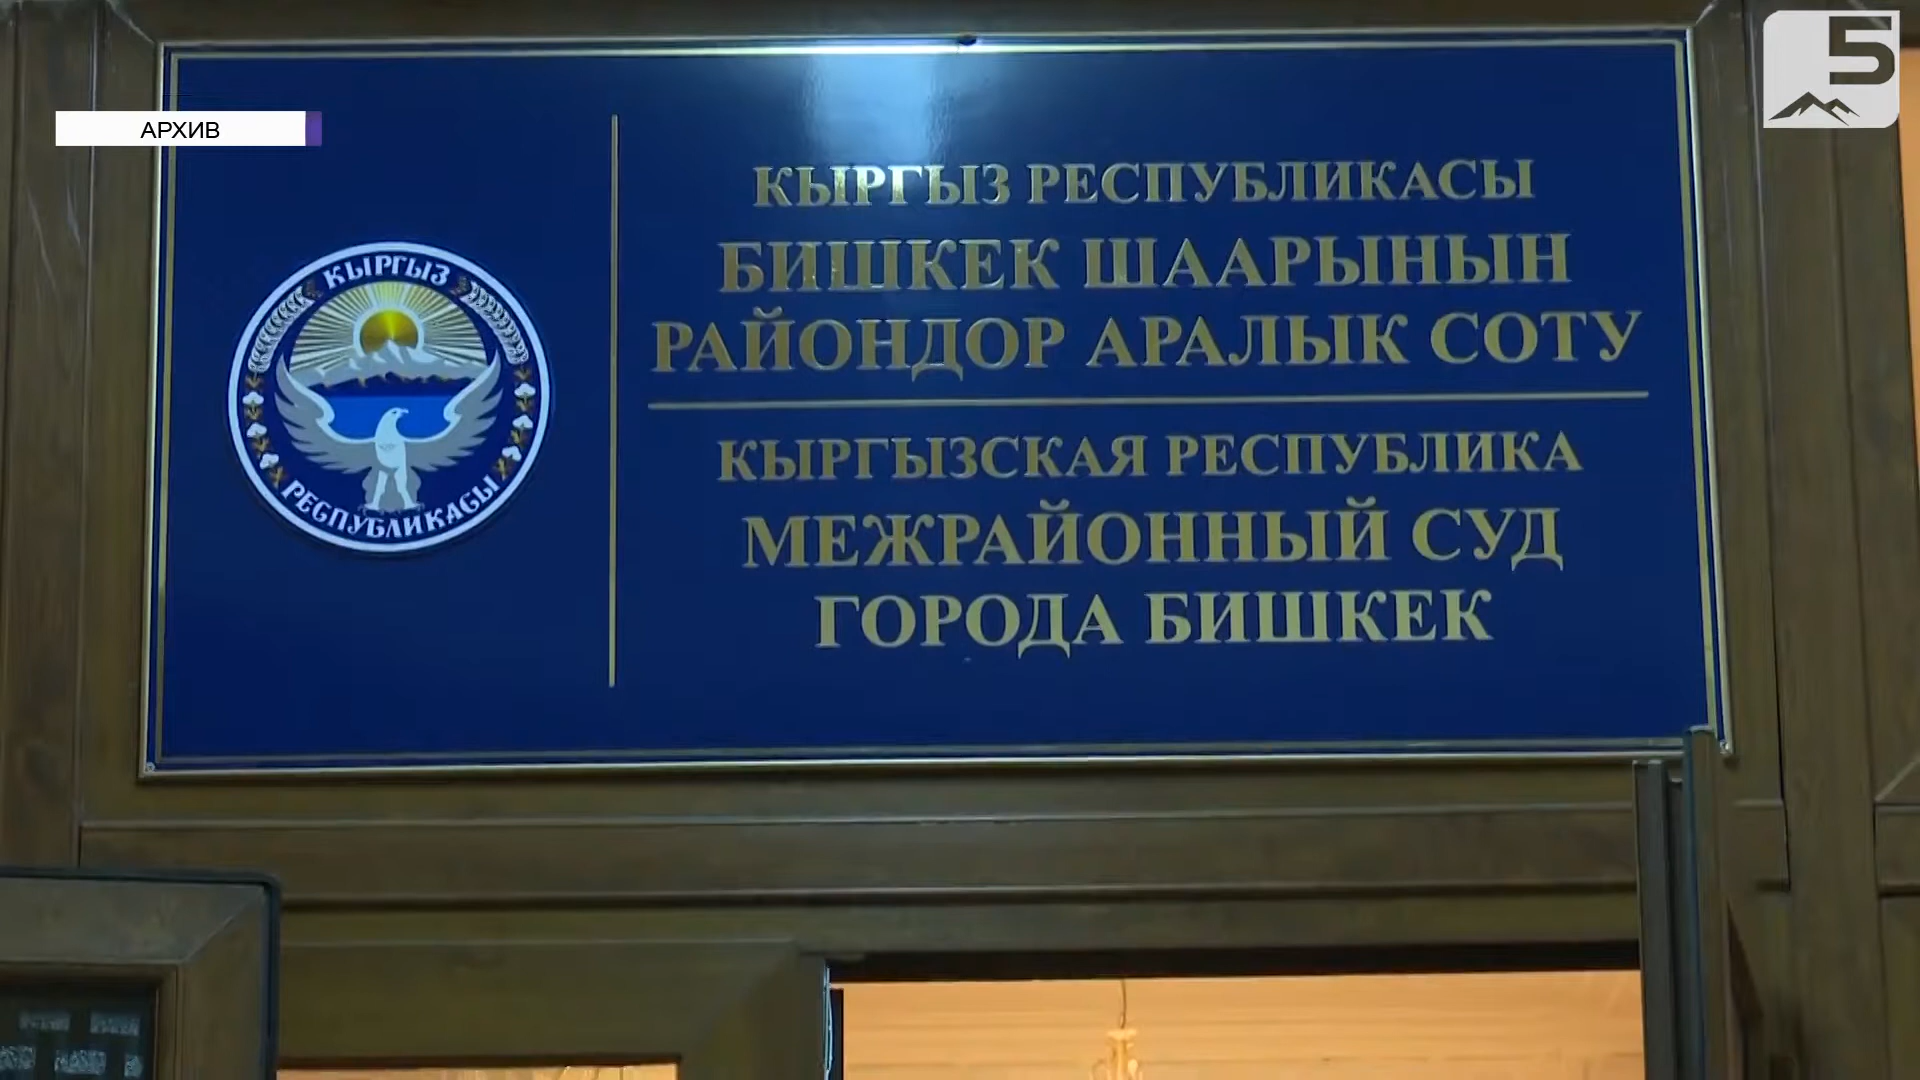 5
АРХИВ
КЫРГЫЗ
РЕСПУБЛИКАСЫ
КЫРГЫЗ РЕСПУБЛИКАСЫ
БИШКЕК ШААРЫНЫН
РАЙОНДОР АРАЛЫК СОТУ
КЫРГЫЗСКАЯ РЕСПУБЛИКА
МЕЖРАЙОННЫЙ СУД
ГОРОДА БИШКЕК